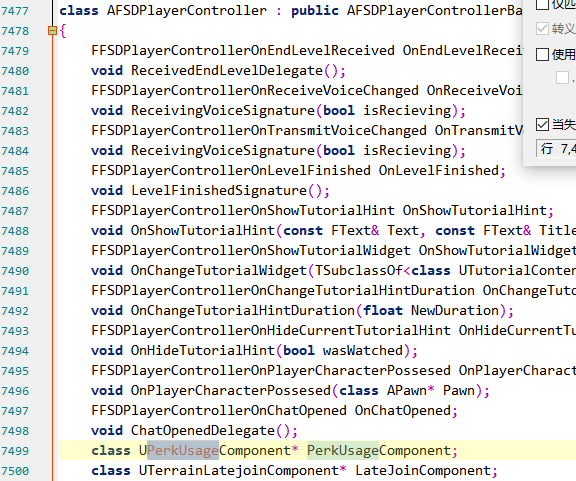 7477 class AFSDPlayerController : public AFSDPlayerControllerBa
7478 {
7479 FFSDPlayerControllerOnEndLevelReceived OnEndLevelRecei
7480 void ReceivedEndLevelDelegate();
7481 FFSDPlayerControllerOnReceiveVoiceChanged OnReceiveVoi
7482 void ReceivingVoiceSignature(bool isRecieving);
7483 FFSDPlayerControllerOnTransmitVoiceChanged OnTransmitV
7484 void ReceivingVoiceSignature(bool isRecieving);
7485 FFSDPlayerControllerOnLevelFinished OnLevelFinished;
7486 void LevelFinishedSignature();
7487 FFSDPlayerControllerOnShowTutorialHint OnShowTutorialHint;
7488 void OnShowTutorialHint(const FText& Text, const FText& Title
7489 FFSDPlayerControllerOnShowTutorialWidget OnShowTutorialWidget
7490 void OnChangeTutorialWidget(TSubclassOf<class UTutorialConten
7491 FFSDPlayerControllerOnChangeTutorialHintDuration OnChangeTuto
7492 void OnChangeTutorialHintDuration(float NewDuration);
7493 FFSDPlayerControllerOnHideCurrentTutorialHint OnHideCurrentTu
7494 void OnHideTutorialHint(bool wasWatched);
7495 FFSDPlayerControllerOnPlayerCharacterPossesed OnPlayerCharact
7496 void OnPlayerCharacterPossesed(class APawn* Pawn);
7497 FFSDPlayerControllerOnChatOpened OnChatOpened;
7498 void ChatOpenedDelegate();
7499 class UPerkUsageComponent* PerkUsageComponent;
7500 class UTerrainLatejoinComponent* LateJoinComponent;
仅匹
转义
使用
.
当失
行 7,4